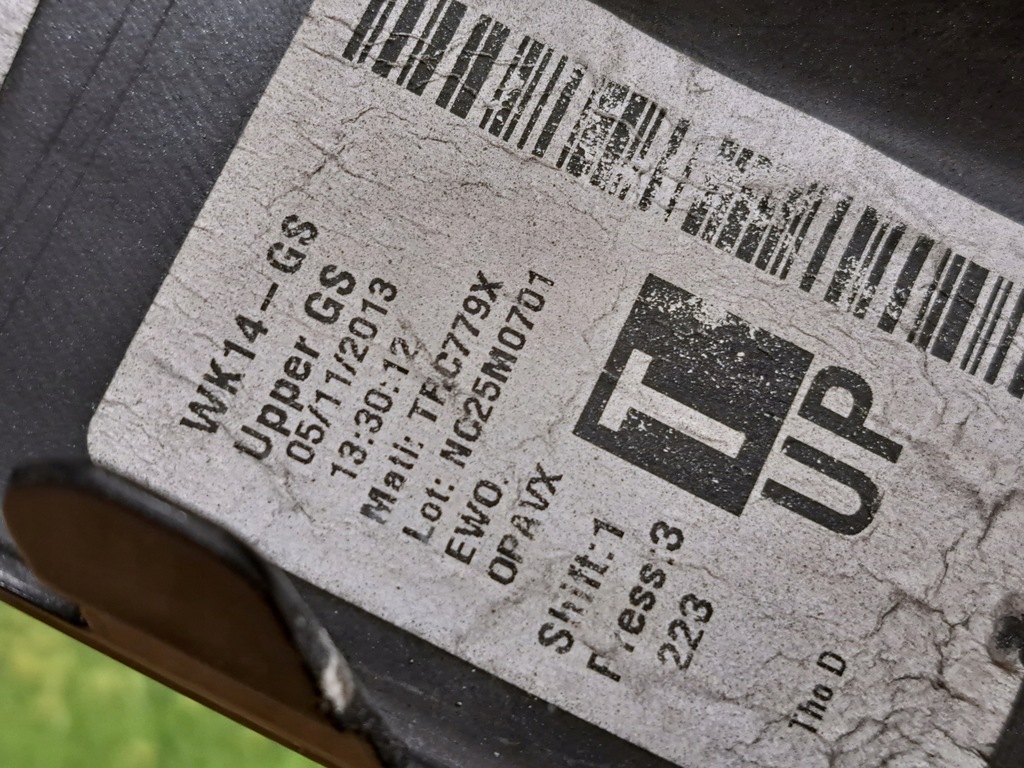 WK14-GS
Upper GS
05/11/2013
13:30:12
Matl: TRC779X
Lot: NC25M0701
EWO:
OPAVX
T
UP
Shift:1
Press:3
223
Tho D